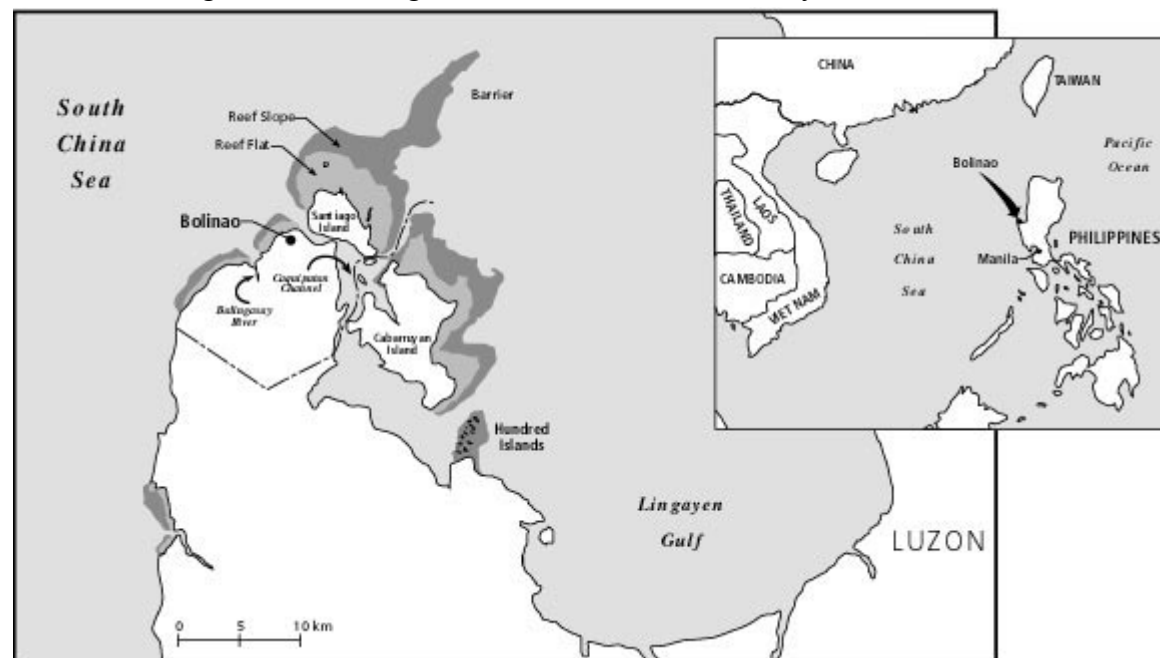 South
China
Sea
Barrier
Reef Slope
Reef Flat
Bolinao
Santiago
Island
Channel
River
Cabarruyan
Island
Hundred
Islands
Lingayen
Gulf
LUZON
0 5 10 km
CHINA
TAIWAN
Pacific
Ocean
Bolinao
LAOS
THAILAND
South
China
Sea
PHILIPPINES
Manila
CAMBODIA
VIET NAM